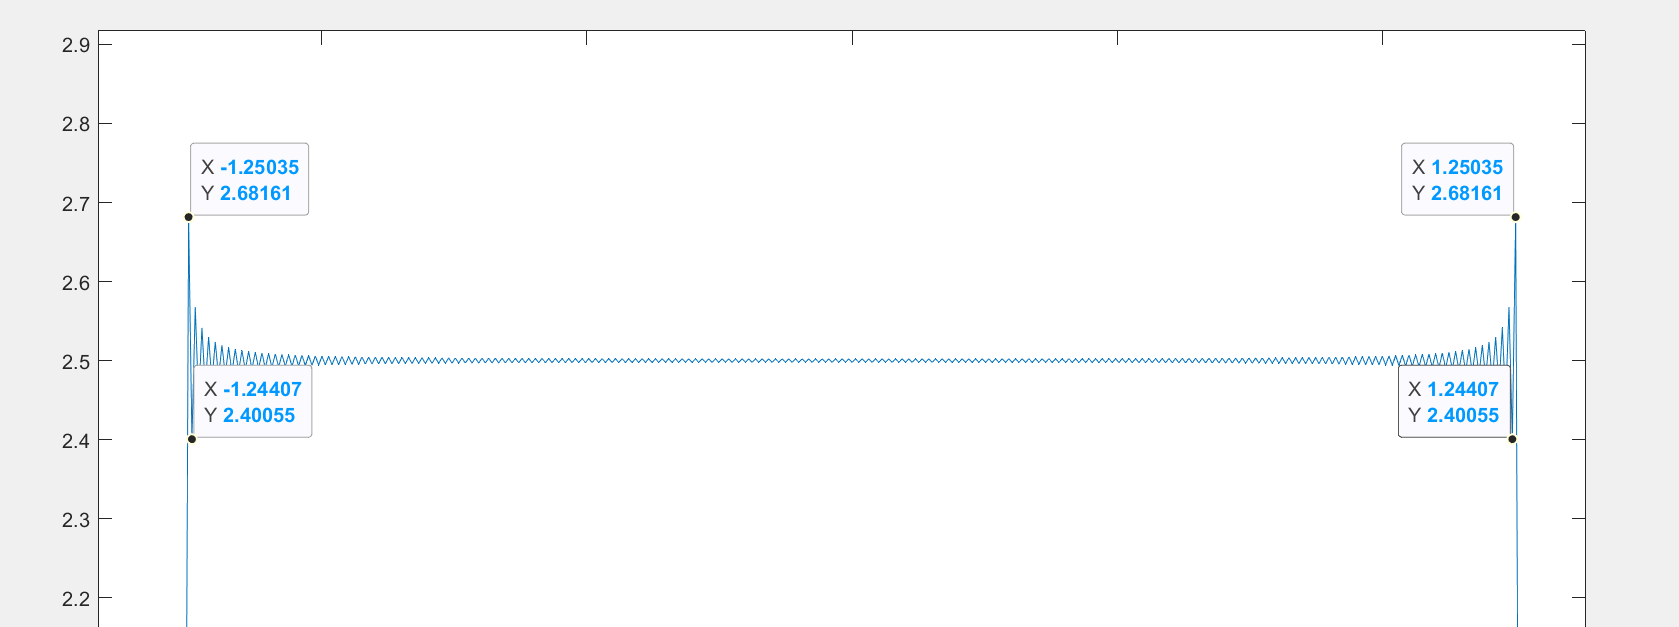 2.9
2.8
X -1.25035
Y 2.68161
X 1.25035
Y 2.68161
2.7
2.6
2.5
X -1.24407
Y 2.40055
X 1.24407
Y 2.40055
2.4
2.3
2.2